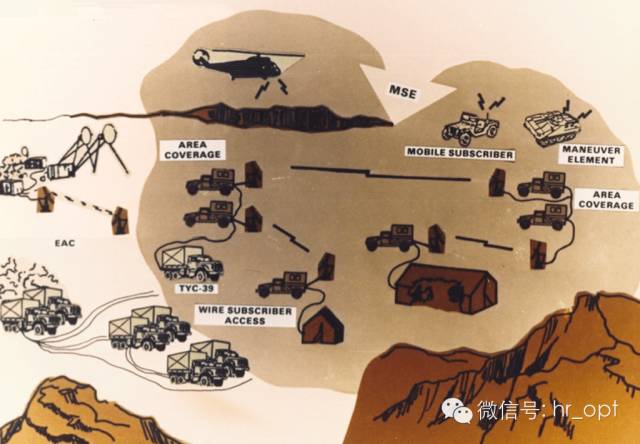 MSE
AREA
COVERAGE
MOBILE SUBSCRIBER
MANEUVER
ELEMENT
AREA
COVERAGE
EAC
TYC-39
WIRE SUBSCRIBER
ACCESS
微信号: hr_opt